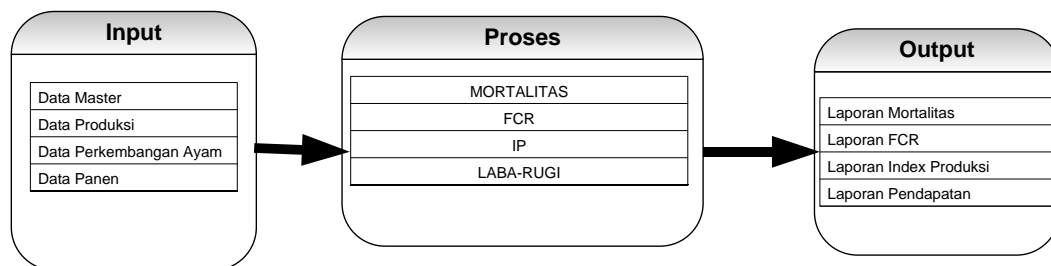 Input
Data Master
Data Produksi
Data Perkembangan Ayam
Data Panen
Proses
MORTALITAS
FCR
IP
LABA-RUGI
Output
Laporan Mortalitas
Laporan FCR
Laporan Index Produksi
Laporan Pendapatan